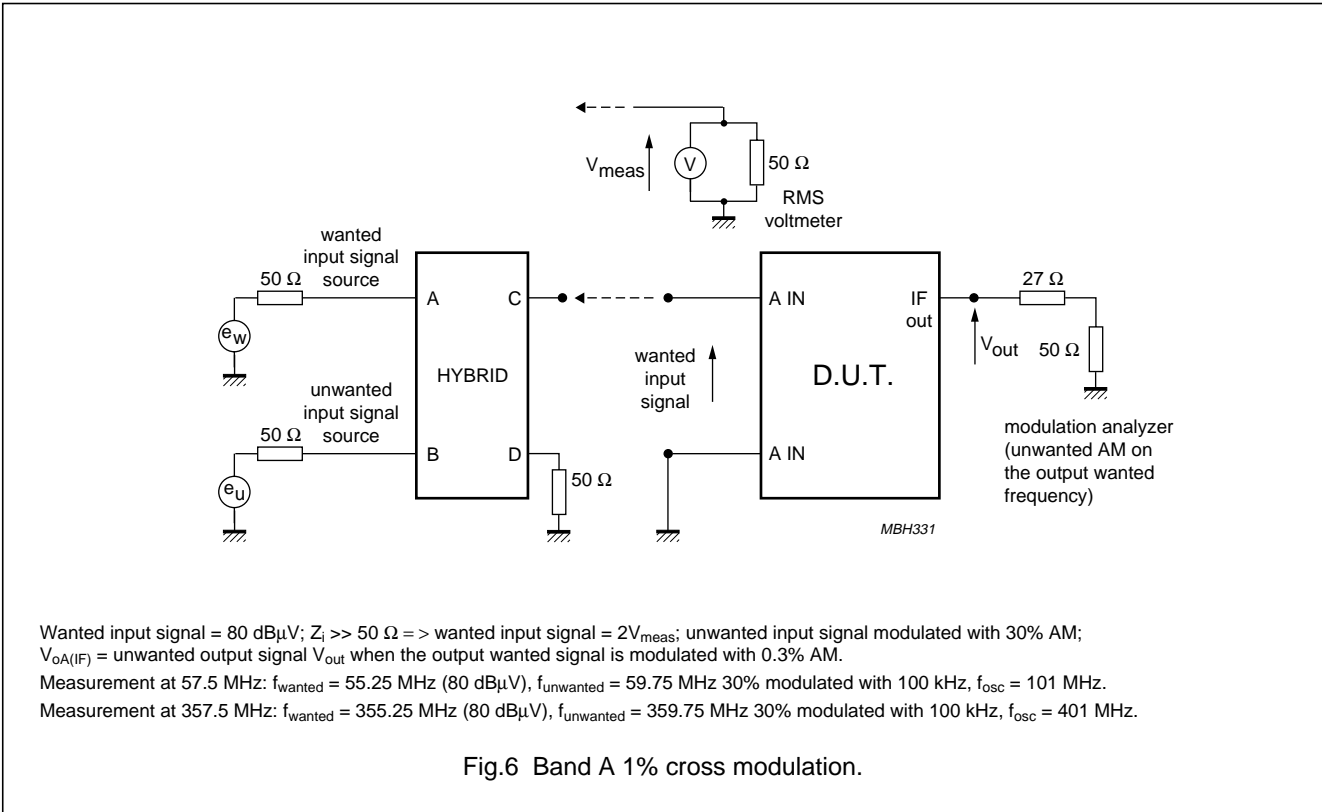 V_meas
V
50 Ω
RMS
voltmeter
wanted
input signal
source
50 Ω
e_w
A
C
HYBRID
unwanted
input signal
source
50 Ω
e_u
B
D
50 Ω
wanted
input
signal
A IN
IF
out
D.U.T.
A IN
27 Ω
V_out
50 Ω
modulation analyzer
(unwanted AM on
the output wanted
frequency)
MBH331
Wanted input signal = 80 dBμV; Z_i >> 50 Ω = > wanted input signal = 2V_meas; unwanted input signal modulated with 30% AM;
V_oA(IF) = unwanted output signal V_out when the output wanted signal is modulated with 0.3% AM.
Measurement at 57.5 MHz: f_wanted = 55.25 MHz (80 dBμV), f_unwanted = 59.75 MHz 30% modulated with 100 kHz, f_osc = 101 MHz.
Measurement at 357.5 MHz: f_wanted = 355.25 MHz (80 dBμV), f_unwanted = 359.75 MHz 30% modulated with 100 kHz, f_osc = 401 MHz.
Fig.6 Band A 1% cross modulation.